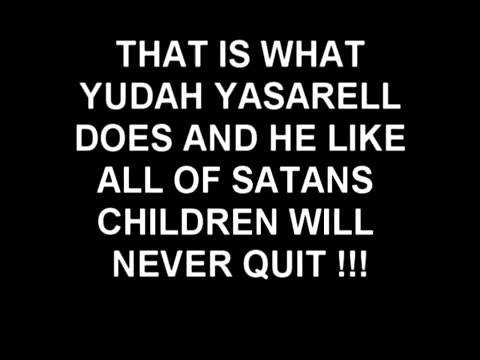 THAT IS WHAT
YUDAH YASARELL
DOES AND HE LIKE
ALL OF SATANS
CHILDREN WILL
NEVER QUIT !!!